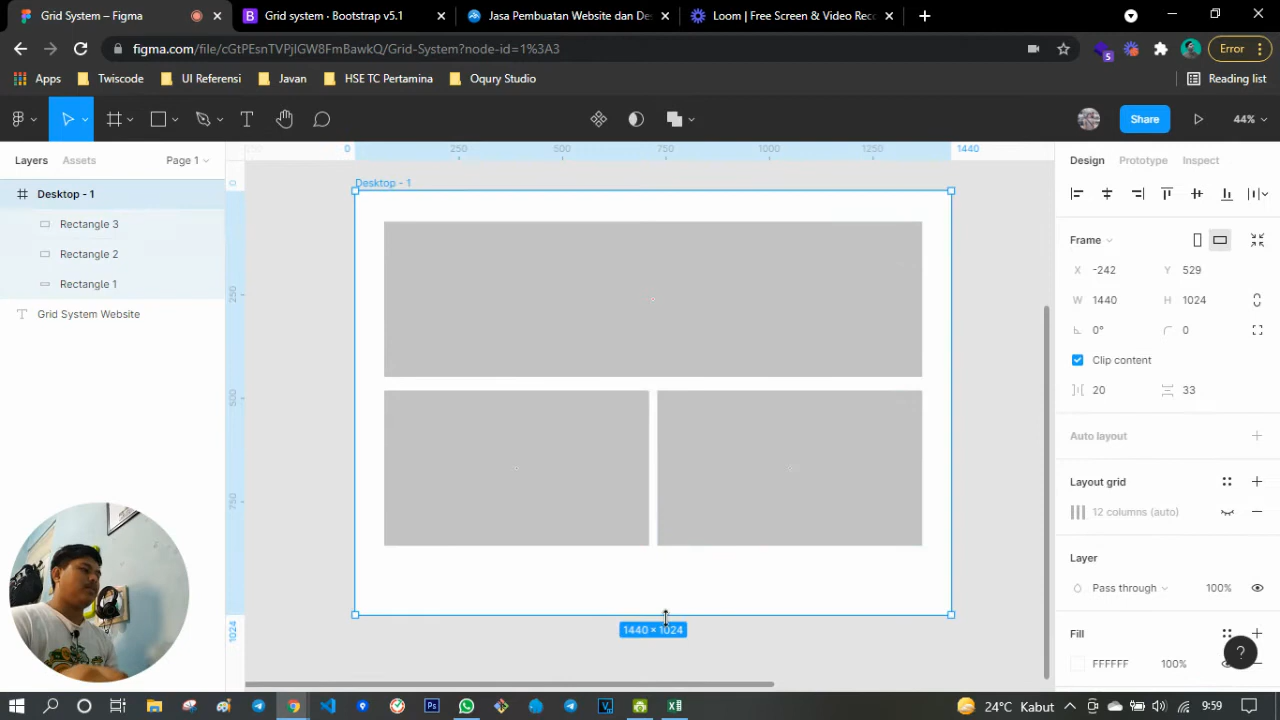 Grid System – Figma
Grid system · Bootstrap v5.1
Jasa Pembuatan Website dan De
Loom | Free Screen & Video Rec
figma.com/file/cGtPEsnTVPjIGW8FmBawkQ/Grid-System?node-id=1%3A3
5
Error
Apps
Twiscode
UI Referensi
Javan
HSE TC Pertamina
Oqury Studio
Reading list
Share
44%
Layers
Assets
Page 1
0
250
500
750
1000
1250
1440
Design
Prototype
Inspect
Desktop - 1
Rectangle 3
Rectangle 2
Rectangle 1
Grid System Website
0
250
500
750
1024
Desktop - 1
1440 × 1024
Frame
X -242
Y 529
W 1440
H 1024
0°
0
Clip content
20
33
Auto layout
Layout grid
12 columns (auto)
Layer
Pass through
100%
Fill
FFFFFF
100%
?
Ps
24°C Kabut
9:59